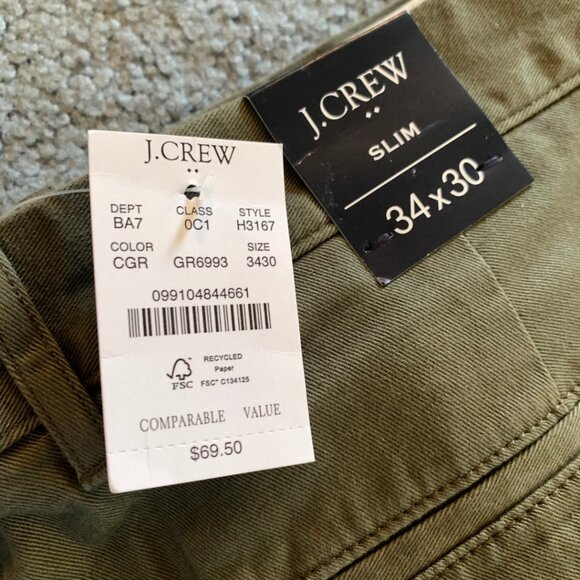 J.CREW
SLIM
34 x 30
J.CREW
DEPT CLASS STYLE
BA7 0C1 H3167
COLOR SIZE
CGR GR6993 3430
099104844661
RECYCLED
Paper
FSC FSC® C134125
COMPARABLE VALUE
$69.50